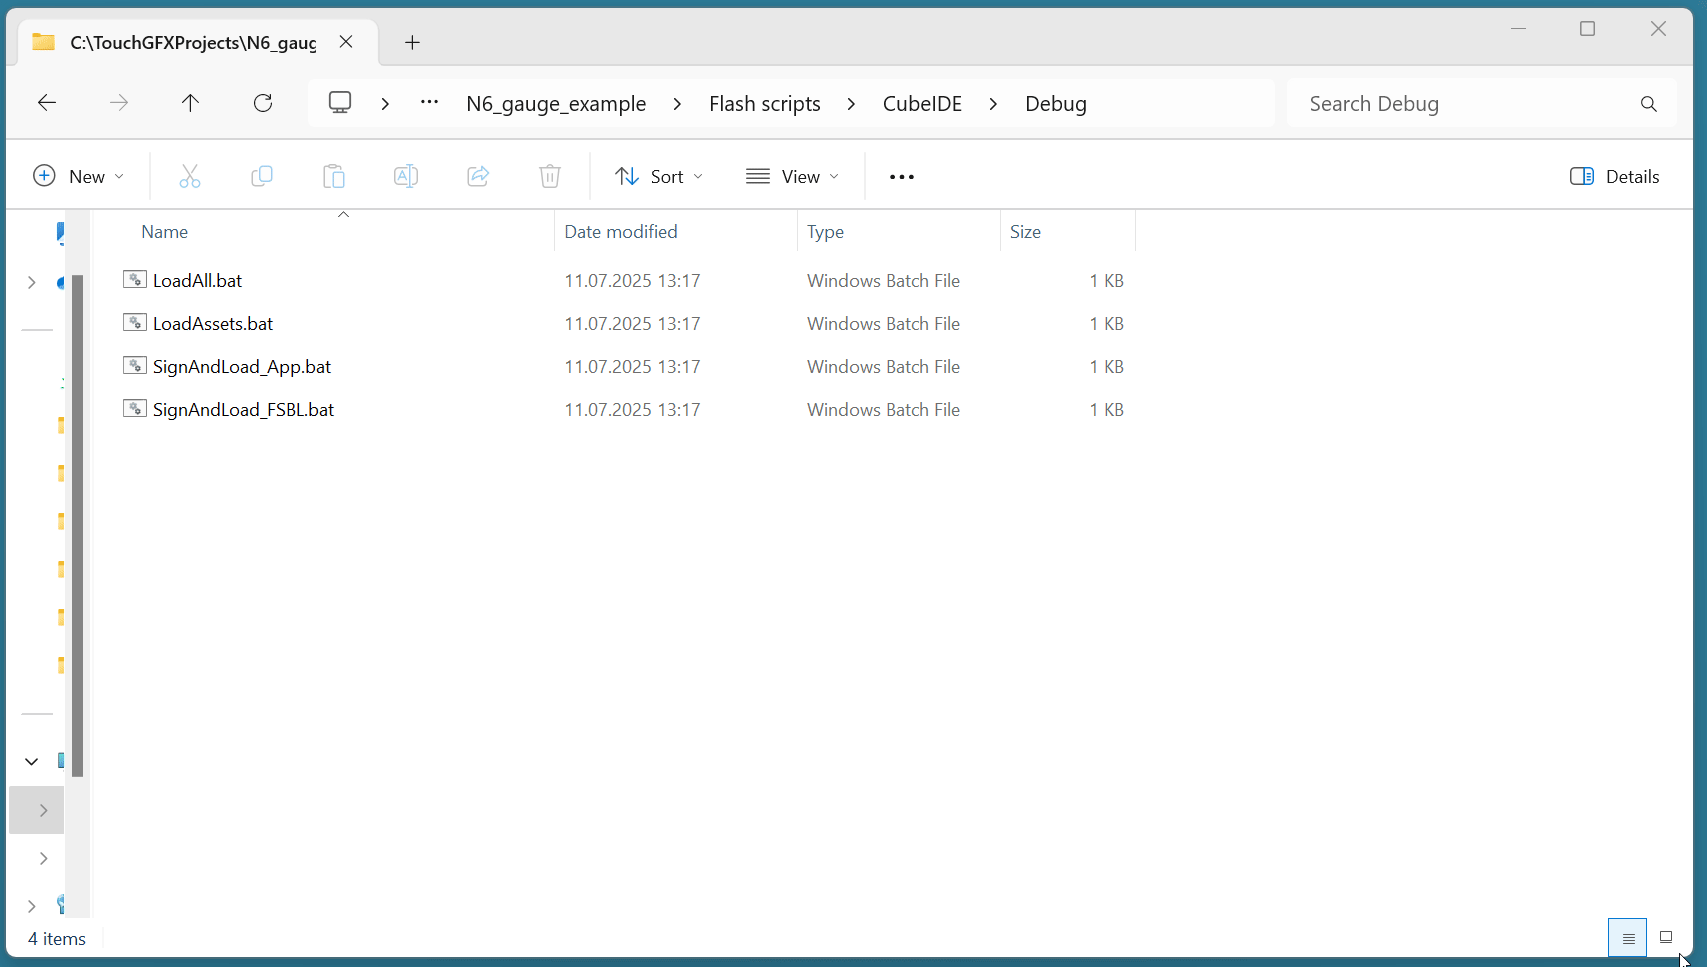 C:\TouchGFXProjects\N6_gaug
N6_gauge_example Flash scripts CubeIDE Debug
Search Debug
New Sort View Details
Name Date modified Type Size
LoadAll.bat 11.07.2025 13:17 Windows Batch File 1 KB
LoadAssets.bat 11.07.2025 13:17 Windows Batch File 1 KB
SignAndLoad_App.bat 11.07.2025 13:17 Windows Batch File 1 KB
SignAndLoad_FSBL.bat 11.07.2025 13:17 Windows Batch File 1 KB
4 items